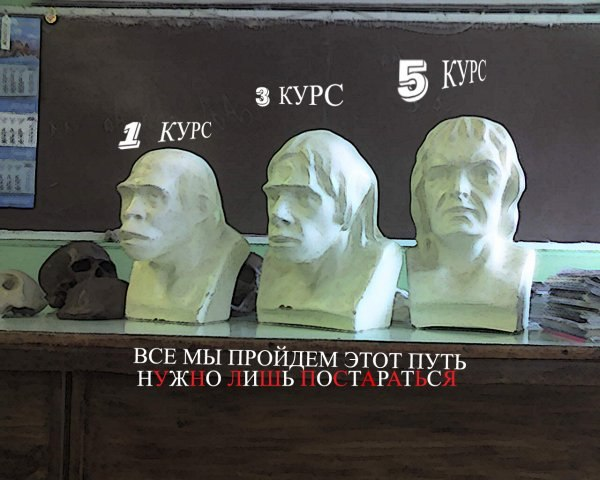 1 КУРС
3 КУРС
5 КУРС
ВСЕ МЫ ПРОЙДЕМ ЭТОТ ПУТЬ
НУЖНО ЛИШЬ ПОСТАРАТЬСЯ